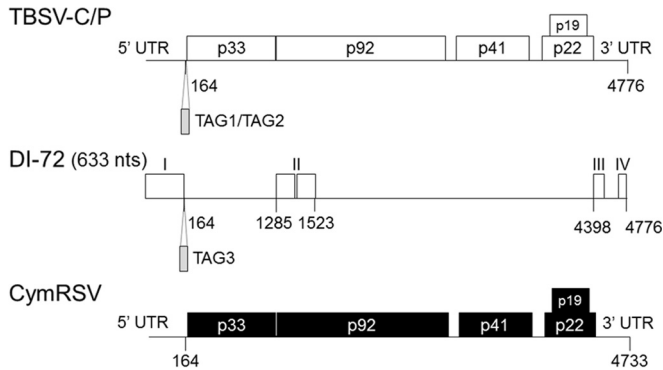 TBSV-C/P
p19
5' UTR p33 p92 p41 p22 3' UTR
164 4776
TAG1/TAG2
DI-72 (633 nts) I II III IV
164 1285 1523 4398 4776
TAG3
CymRSV
p19
5' UTR p33 p92 p41 p22 3' UTR
164 4733